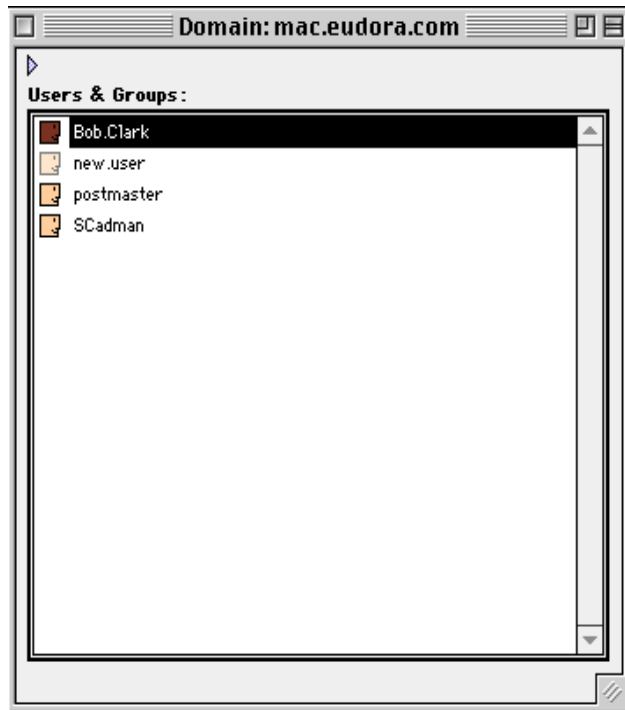 Domain: mac.eudora.com
Users & Groups:
Bob.Clark
new.user
postmaster
SCadman